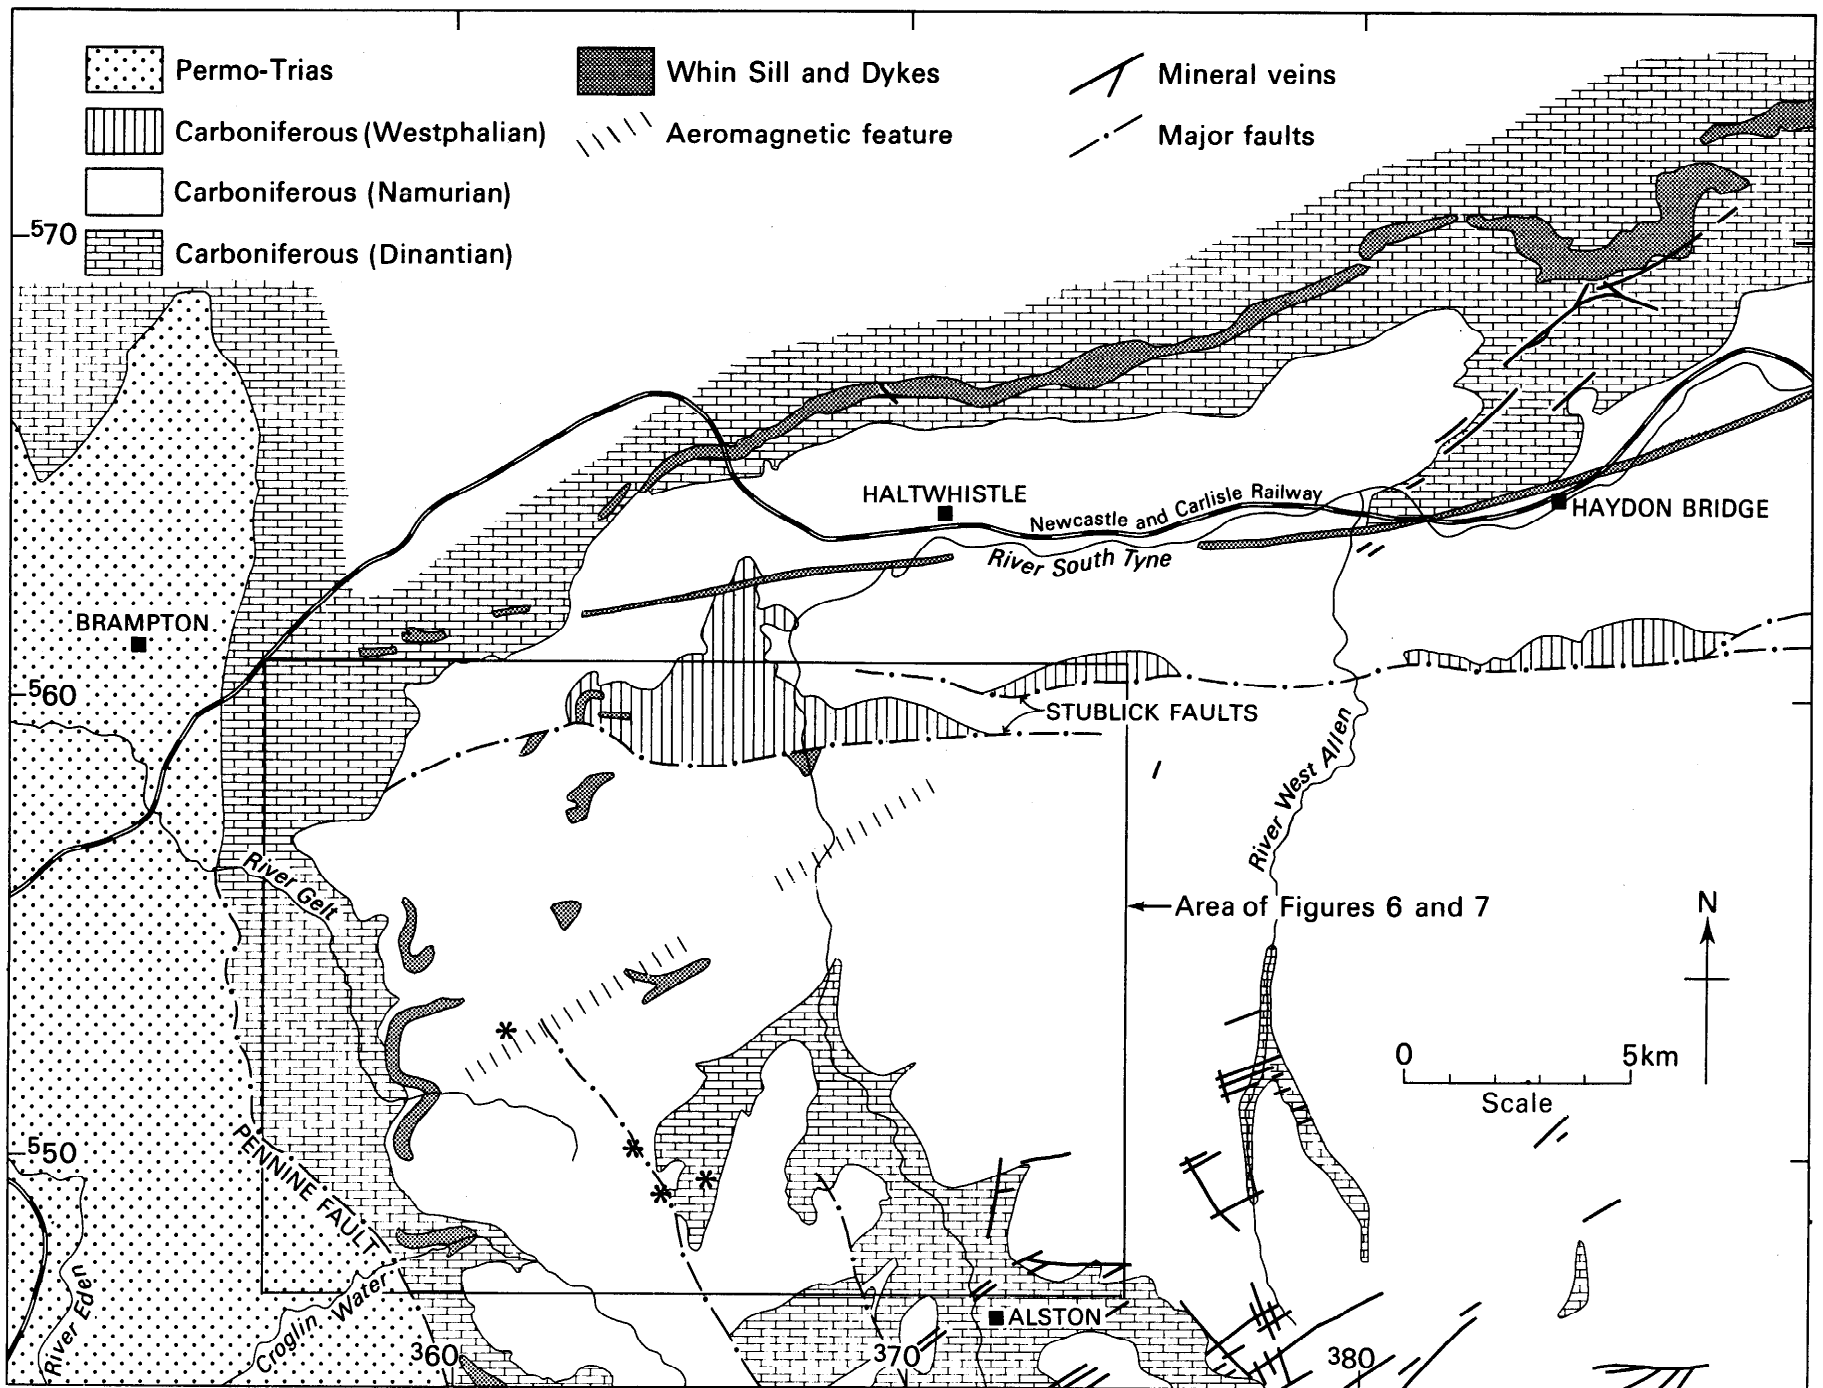 Permo-Trias
Carboniferous (Westphalian)
Carboniferous (Namurian)
Carboniferous (Dinantian)
Whin Sill and Dykes
Aeromagnetic feature
Mineral veins
Major faults
570
HALTWHISTLE
Newcastle and Carlisle Railway
HAYDON BRIDGE
River South Tyne
BRAMPTON
560
STUBLICK FAULTS
River West Allen
River Gelt
Area of Figures 6 and 7
N
0 5km
Scale
550
PENNINE FAULT
River Eden
Croglin Water
ALSTON
360
370
380